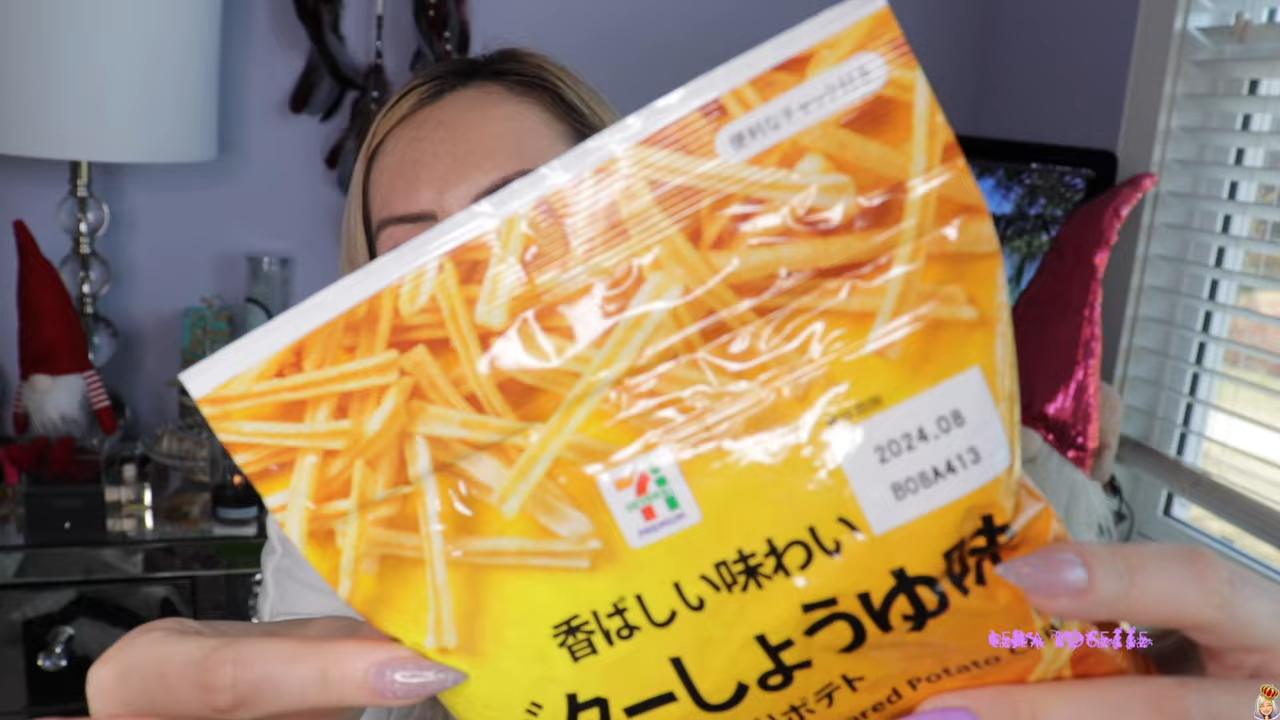 便利なチャック付き
2024.08
B08A413
7
香ばしい味わい
ターしょうゆ味
ポテト
Potato